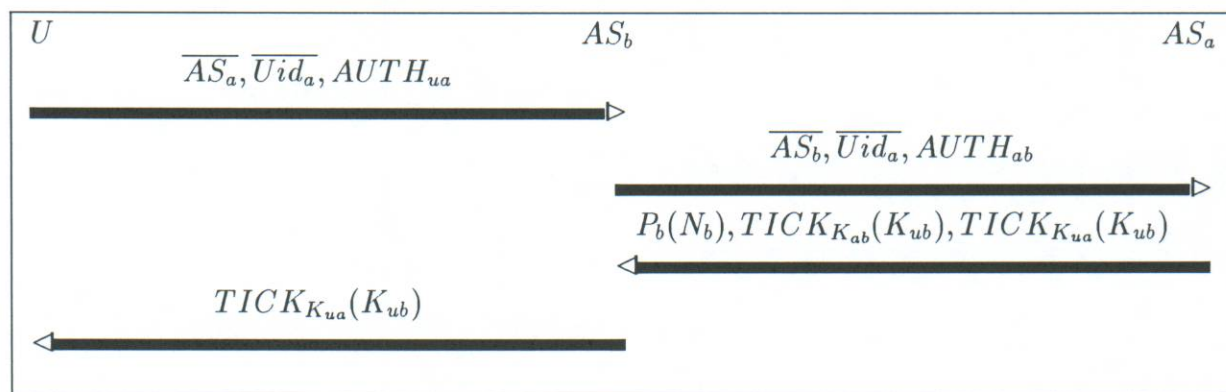 U AS_b AS_a
\overline{AS_a}, \overline{Uid_a}, AUTH_{ua}
\overline{AS_b}, \overline{Uid_a}, AUTH_{ab}
P_b(N_b), TICK_{K_{ab}}(K_{ub}), TICK_{K_{ua}}(K_{ub})
TICK_{K_{ua}}(K_{ub})